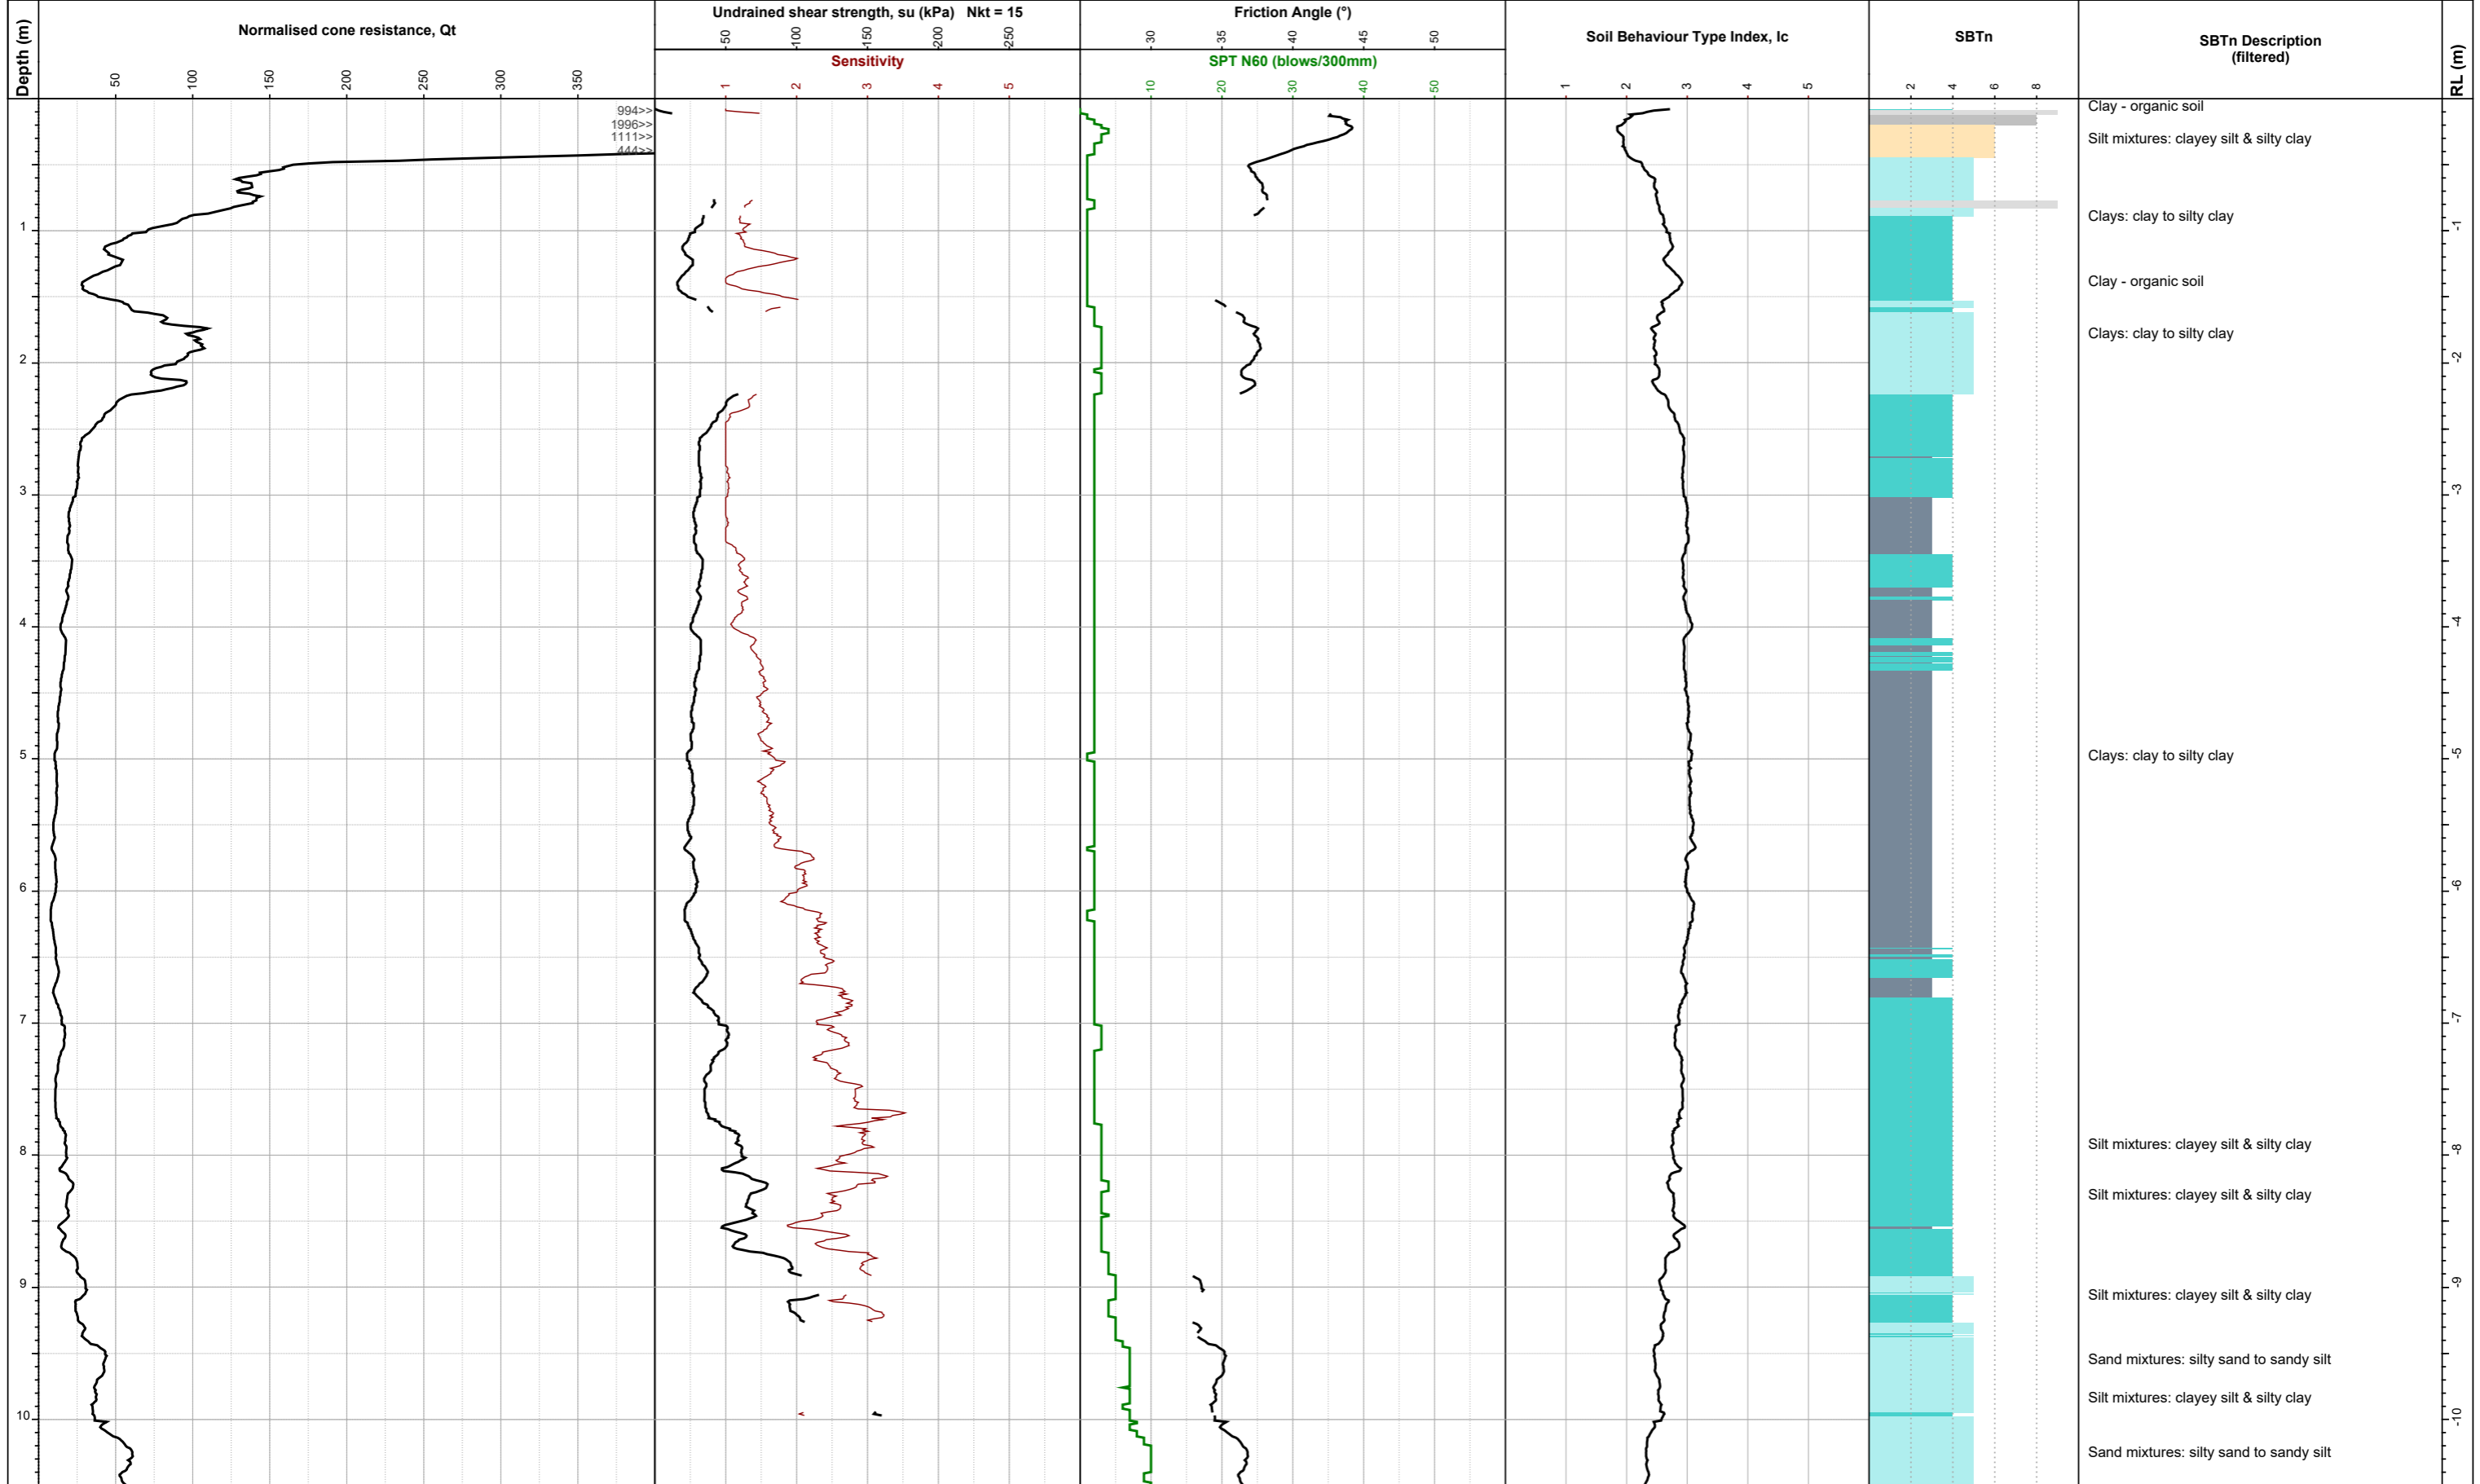 Depth (m)
Normalised cone resistance, Qt
50 100 150 200 250 300 350
Undrained shear strength, su (kPa) Nkt = 15
50 100 150 200 250
Sensitivity
1 2 3 4 5
Friction Angle (°)
30 35 40 45 50
SPT N60 (blows/300mm)
10 20 30 40 50
Soil Behaviour Type Index, Ic
1 2 3 4 5
SBTn
2 4 6 8
SBTn Description
(filtered)
RL (m)
994>>
1996>>
1111>>
444>>
Clay - organic soil
Silt mixtures: clayey silt & silty clay
Clays: clay to silty clay
1 -1
Clay - organic soil
Clays: clay to silty clay
2 -2
3 -3
4 -4
Clays: clay to silty clay
5 -5
6 -6
7 -7
Silt mixtures: clayey silt & silty clay
8 -8
Silt mixtures: clayey silt & silty clay
9 -9
Silt mixtures: clayey silt & silty clay
Sand mixtures: silty sand to sandy silt
Silt mixtures: clayey silt & silty clay
10 -10
Sand mixtures: silty sand to sandy silt